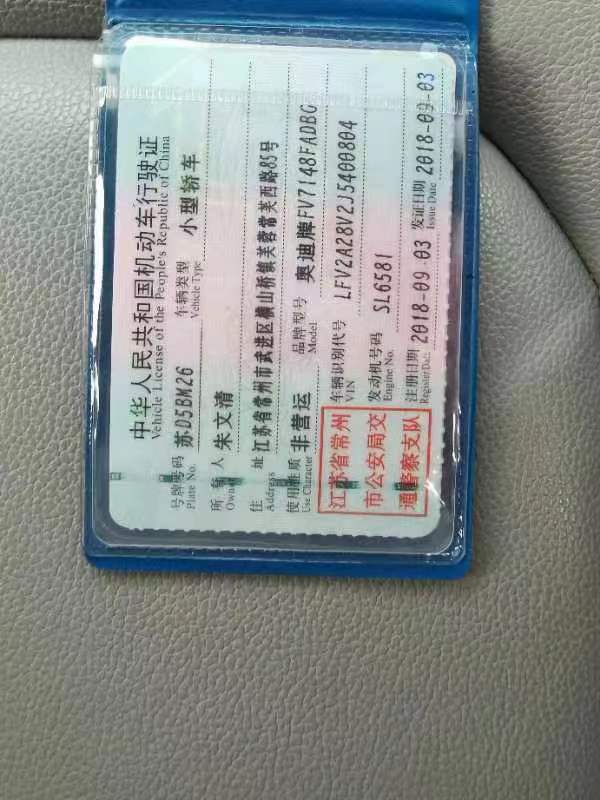 中华人民共和国机动车行驶证
Vehicle License of the People's Republic of China
号牌号码 苏D5BM26 车辆类型 小型轿车
Plate No. Vehicle Type
所有人 朱文清
Owner
住址 江苏省常州市武进区横山桥镇芙蓉常芙西路85号
Address
使用性质 非营运 品牌型号 奥迪牌FV7148FADBG
Use Character Model
江苏省常州
市公安局交
通警察支队
车辆识别代号 LFV2A28V2J5400804
VIN
发动机号码 SL6581
Engine No.
注册日期 2018-09-03 发证日期 2018-09-03
Register Date Issue Date